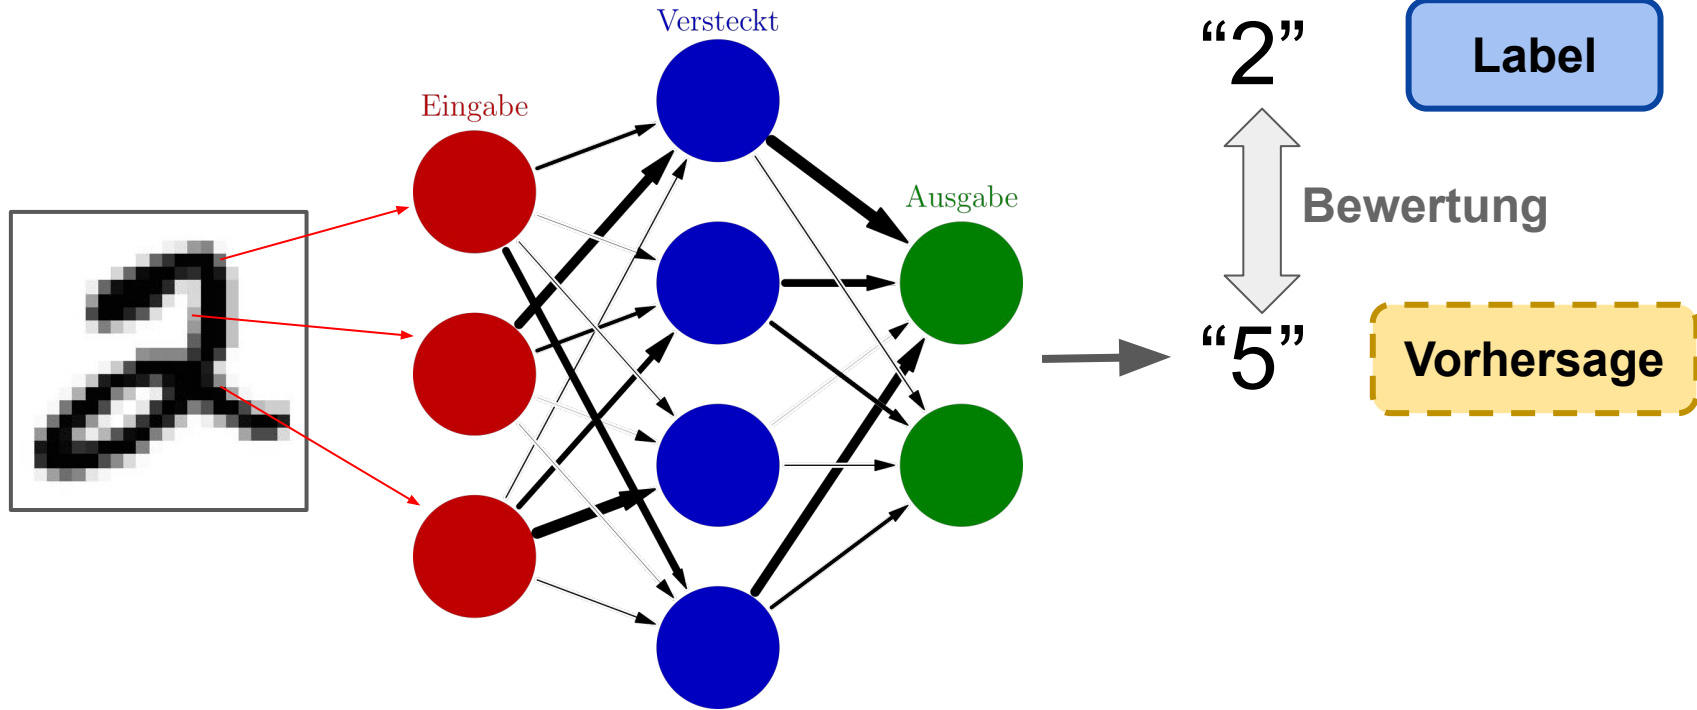 Versteckt
Eingabe
Ausgabe
“2”
Label
Bewertung
“5”
Vorhersage